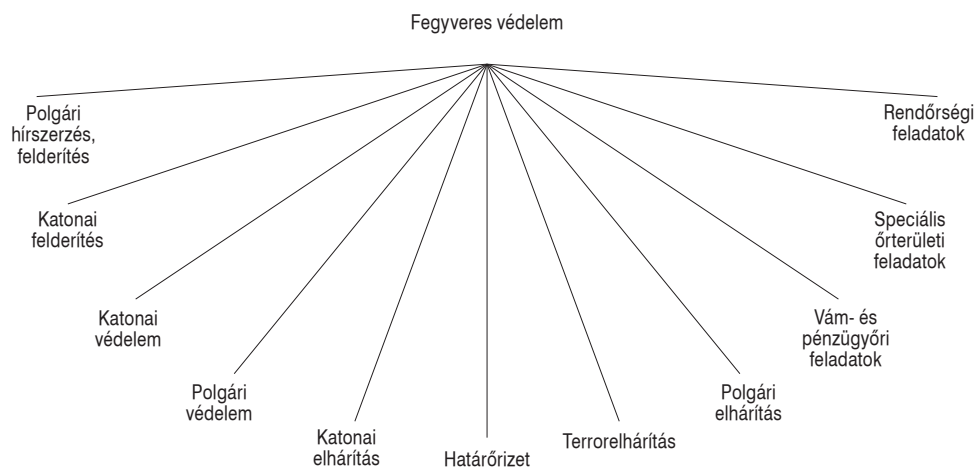 Fegyveres védelem
Polgári
hírszerzés,
felderítés
Katonai
felderítés
Katonai
védelem
Polgári
védelem
Katonai
elhárítás
Határőrizet
Terrorelhárítás
Polgári
elhárítás
Vám- és
pénzügyőri
feladatok
Speciális
őrterületi
feladatok
Rendőrségi
feladatok